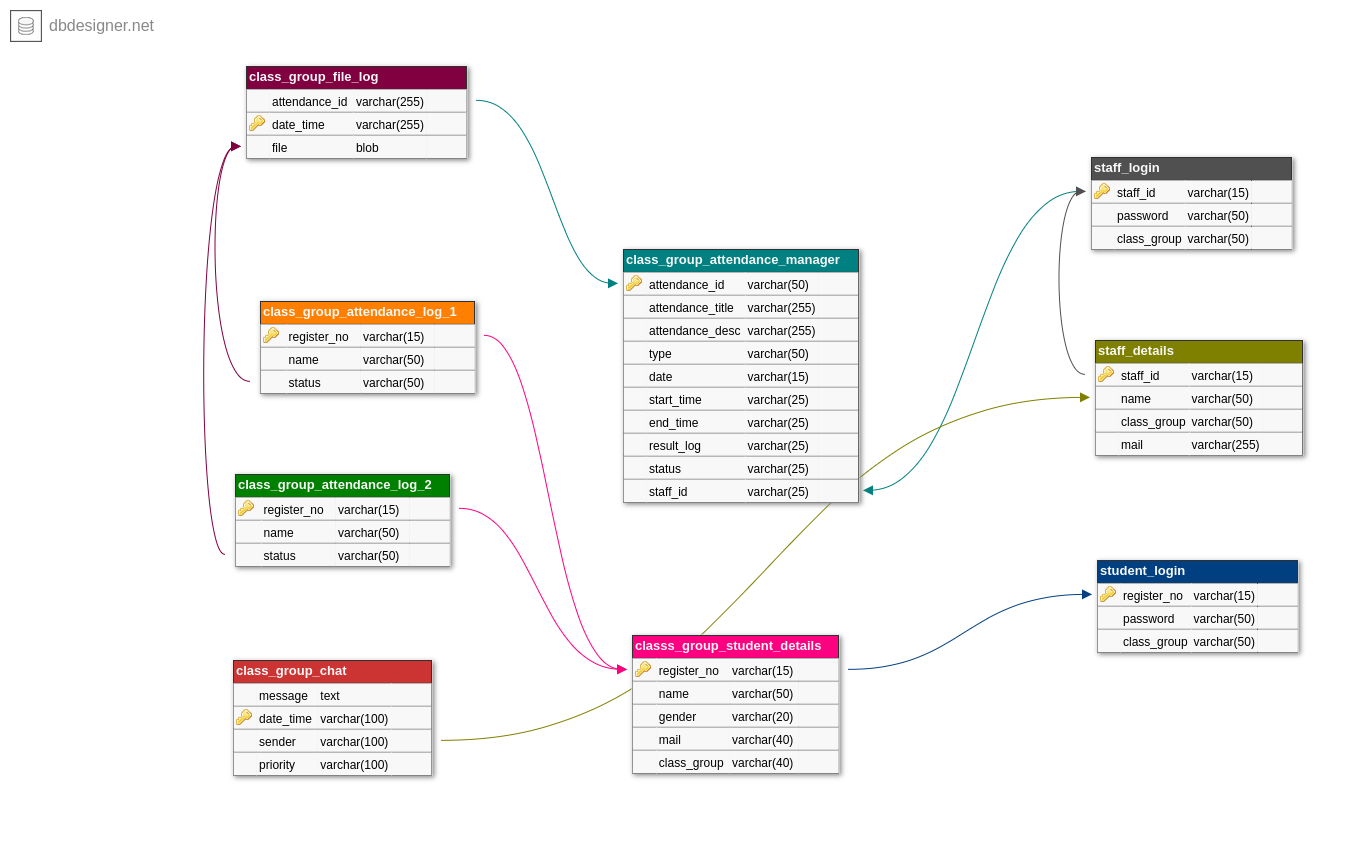 dbdesigner.net
class_group_file_log
attendance_id varchar(255)
date_time varchar(255)
file blob
class_group_attendance_log_1
register_no varchar(15)
name varchar(50)
status varchar(50)
class_group_attendance_log_2
register_no varchar(15)
name varchar(50)
status varchar(50)
class_group_chat
message text
date_time varchar(100)
sender varchar(100)
priority varchar(100)
class_group_attendance_manager
attendance_id varchar(50)
attendance_title varchar(255)
attendance_desc varchar(255)
type varchar(50)
date varchar(15)
start_time varchar(25)
end_time varchar(25)
result_log varchar(25)
status varchar(25)
staff_id varchar(25)
classs_group_student_details
register_no varchar(15)
name varchar(50)
gender varchar(20)
mail varchar(40)
class_group varchar(40)
staff_login
staff_id varchar(15)
password varchar(50)
class_group varchar(50)
staff_details
staff_id varchar(15)
name varchar(50)
class_group varchar(50)
mail varchar(255)
student_login
register_no varchar(15)
password varchar(50)
class_group varchar(50)